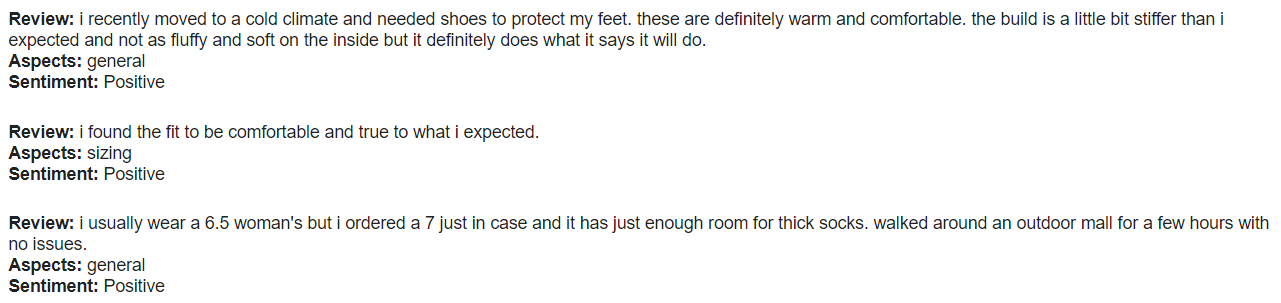 Review: i recently moved to a cold climate and needed shoes to protect my feet. these are definitely warm and comfortable. the build is a little bit stiffer than i
expected and not as fluffy and soft on the inside but it definitely does what it says it will do.
Aspects: general
Sentiment: Positive
Review: i found the fit to be comfortable and true to what i expected.
Aspects: sizing
Sentiment: Positive
Review: i usually wear a 6.5 woman's but i ordered a 7 just in case and it has just enough room for thick socks. walked around an outdoor mall for a few hours with
no issues.
Aspects: general
Sentiment: Positive